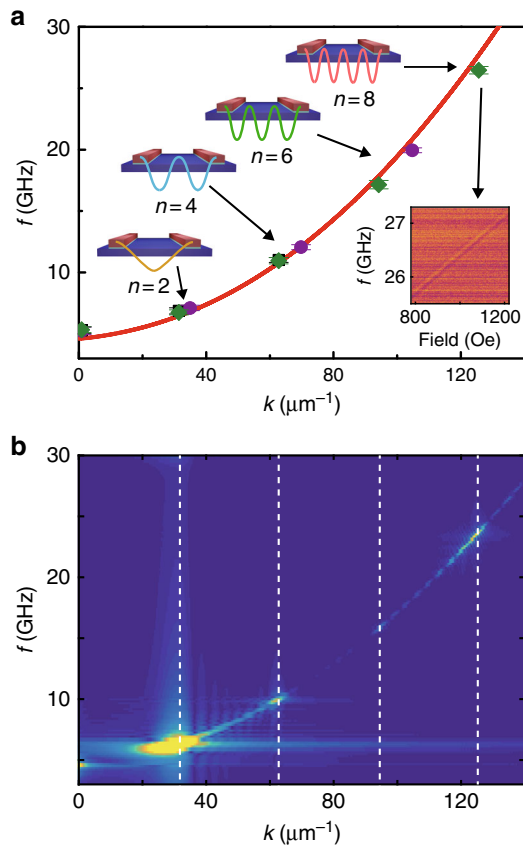 a
30
20
10
f (GHz)
n = 8
n = 6
n = 4
n = 2
27
26
f (GHz)
800
1200
Field (Oe)
0
40
80
120
k (μm⁻¹)
b
30
20
10
f (GHz)
0
40
80
120
k (μm⁻¹)